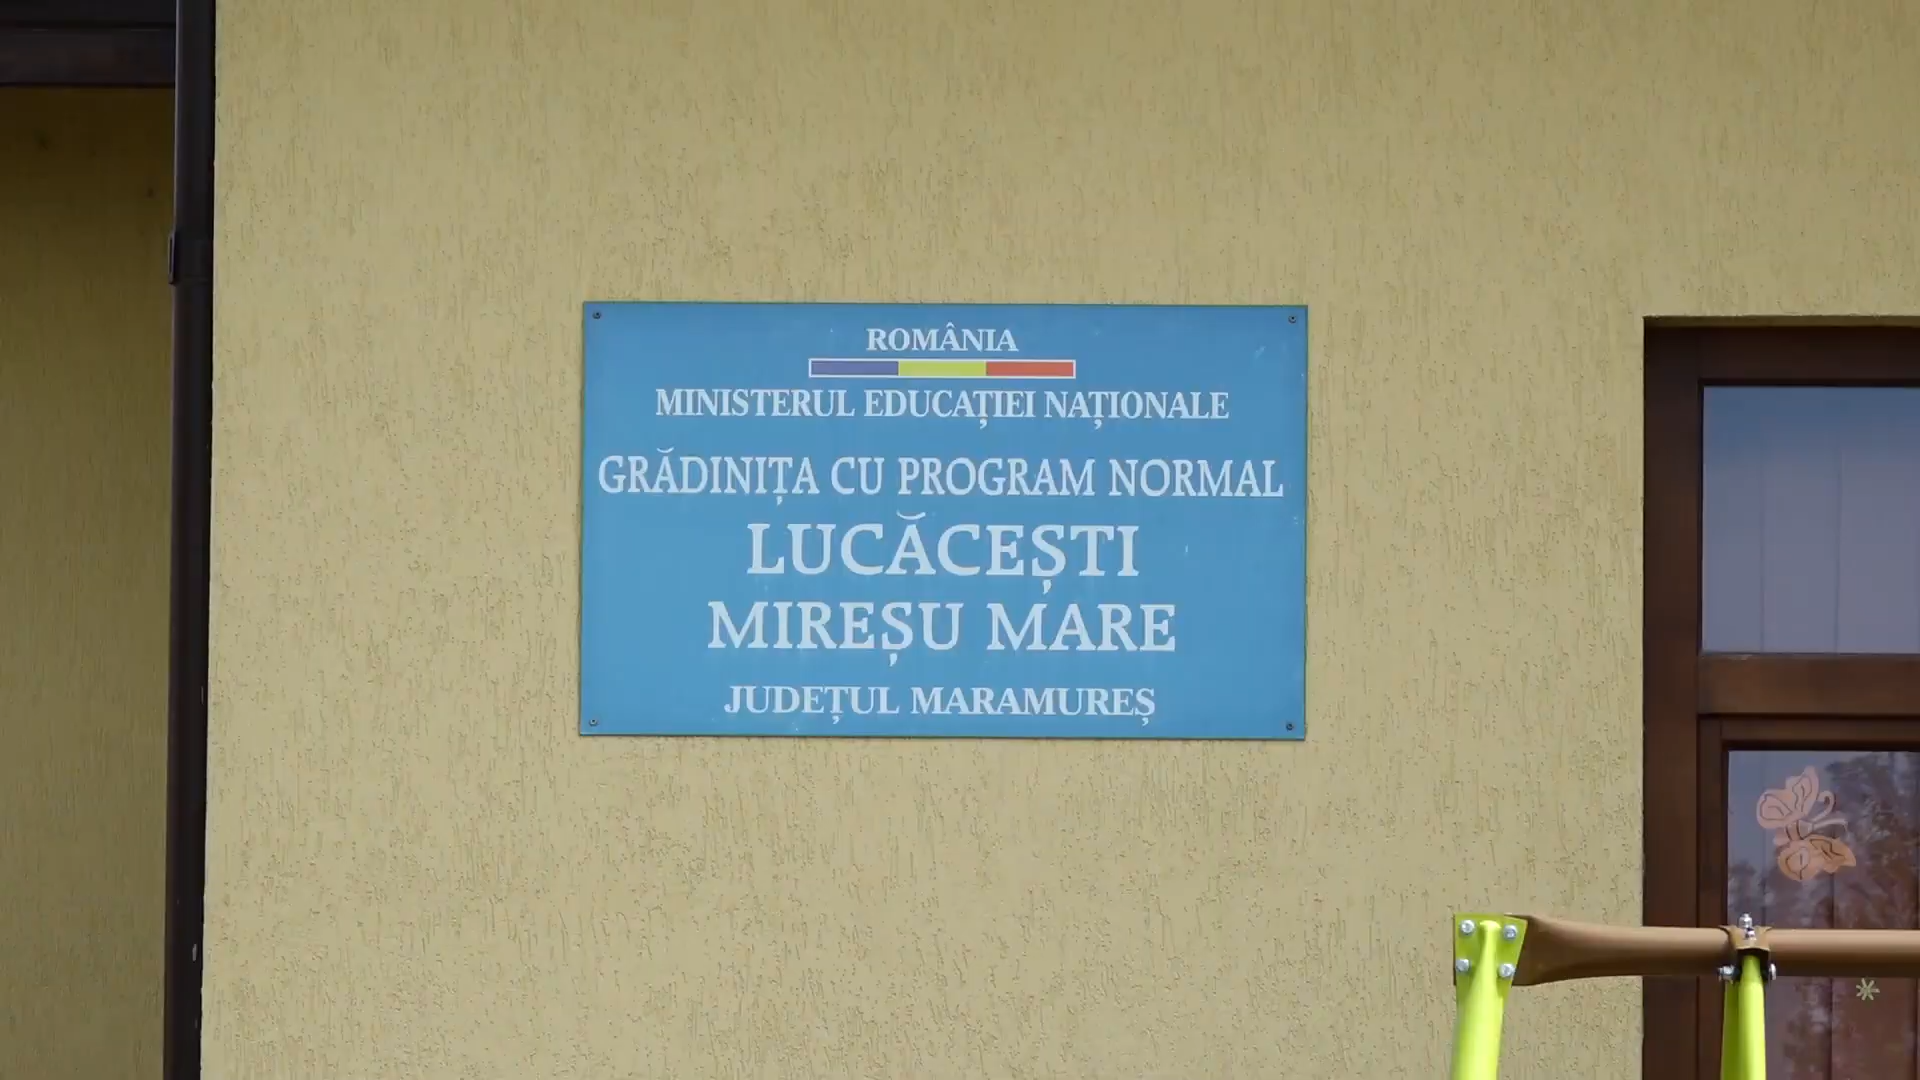 ROMÂNIA
MINISTERUL EDUCAȚIEI NAȚIONALE
GRĂDINIȚA CU PROGRAM NORMAL
LUCĂCEȘTI
MIREȘU MARE
JUDEȚUL MARAMUREȘ